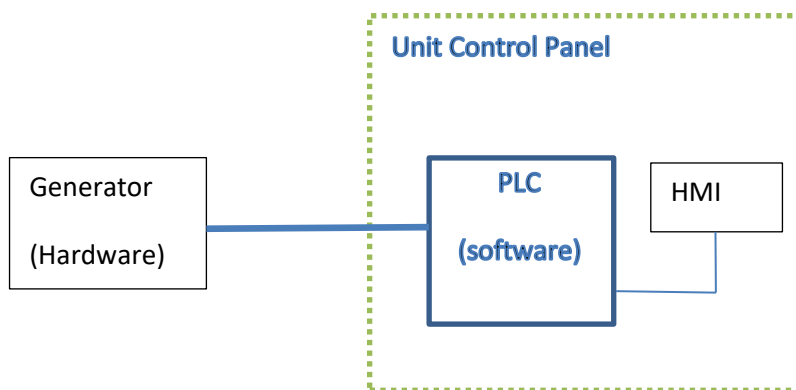 Unit Control Panel
Generator
(Hardware)
PLC
(software)
HMI